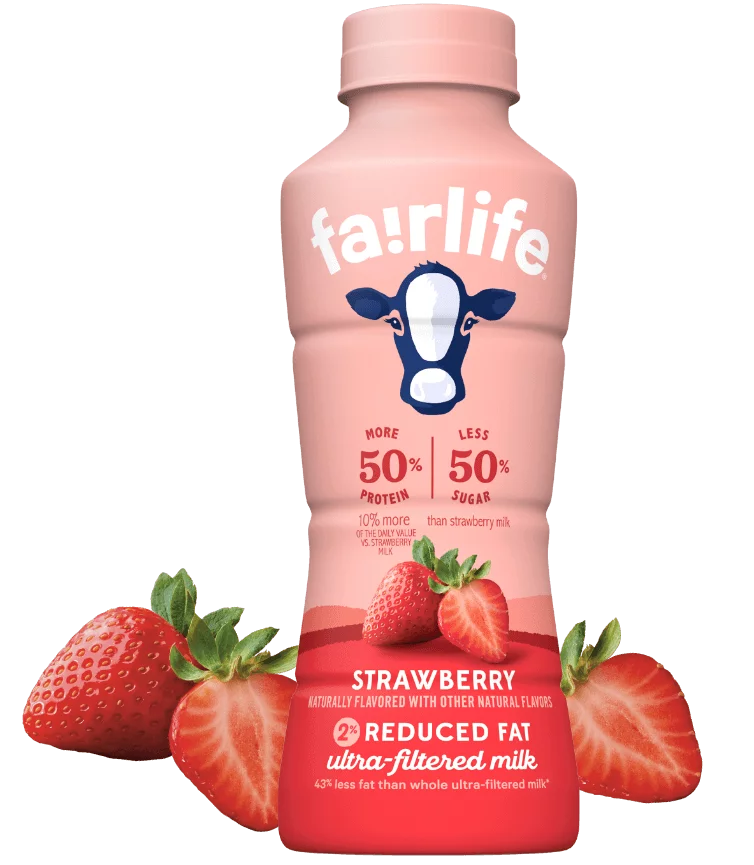 fa!rlife®
MORE 50% PROTEIN
10% more
OF THE DAILY VALUE
VS. STRAWBERRY
MILK
LESS 50% SUGAR
than strawberry milk
STRAWBERRY
NATURALLY FLAVORED WITH OTHER NATURAL FLAVORS
2% REDUCED FAT
ultra-filtered milk
43% less fat than whole ultra-filtered milk*